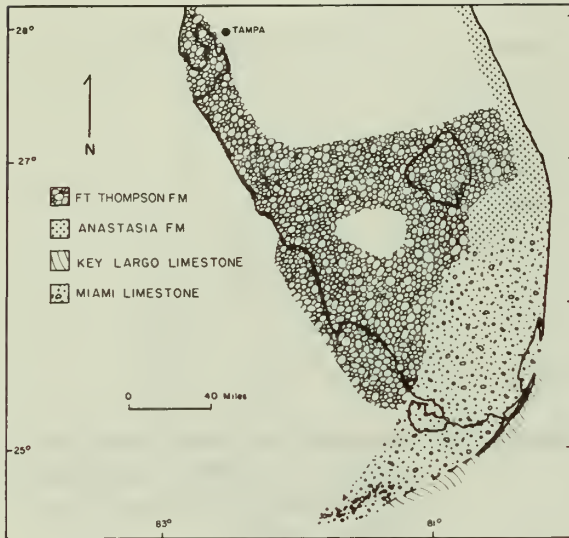 28°
TAMPA
N
27°
FT THOMPSON FM
ANASTASIA FM
KEY LARGO LIMESTONE
MIAMI LIMESTONE
0 40 Miles
25°
83° 81°